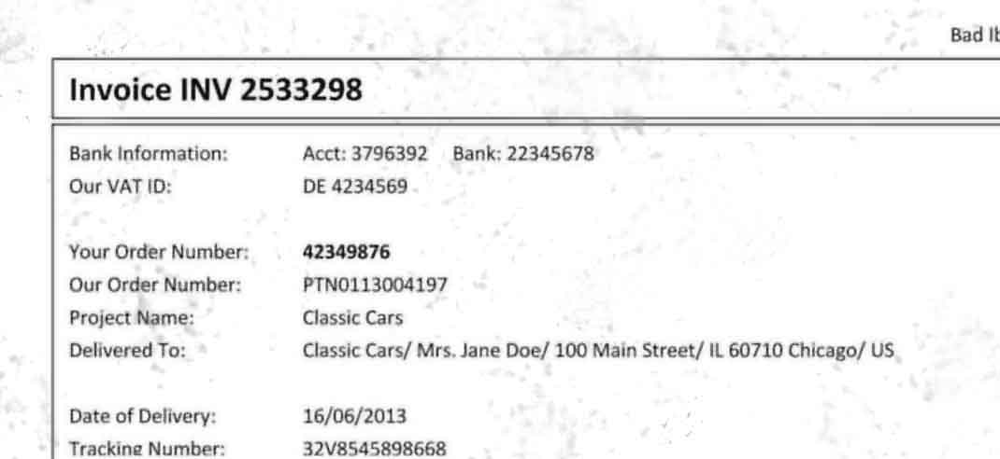 Bad
Invoice INV 2533298
Bank Information: Acct: 3796392 Bank: 22345678
Our VAT ID: DE 4234569
Your Order Number: 42349876
Our Order Number: PTN0113004197
Project Name: Classic Cars
Delivered To: Classic Cars/ Mrs. Jane Doe/ 100 Main Street/ IL 60710 Chicago/ US
Date of Delivery: 16/06/2013
Tracking Number: 32V8545898668